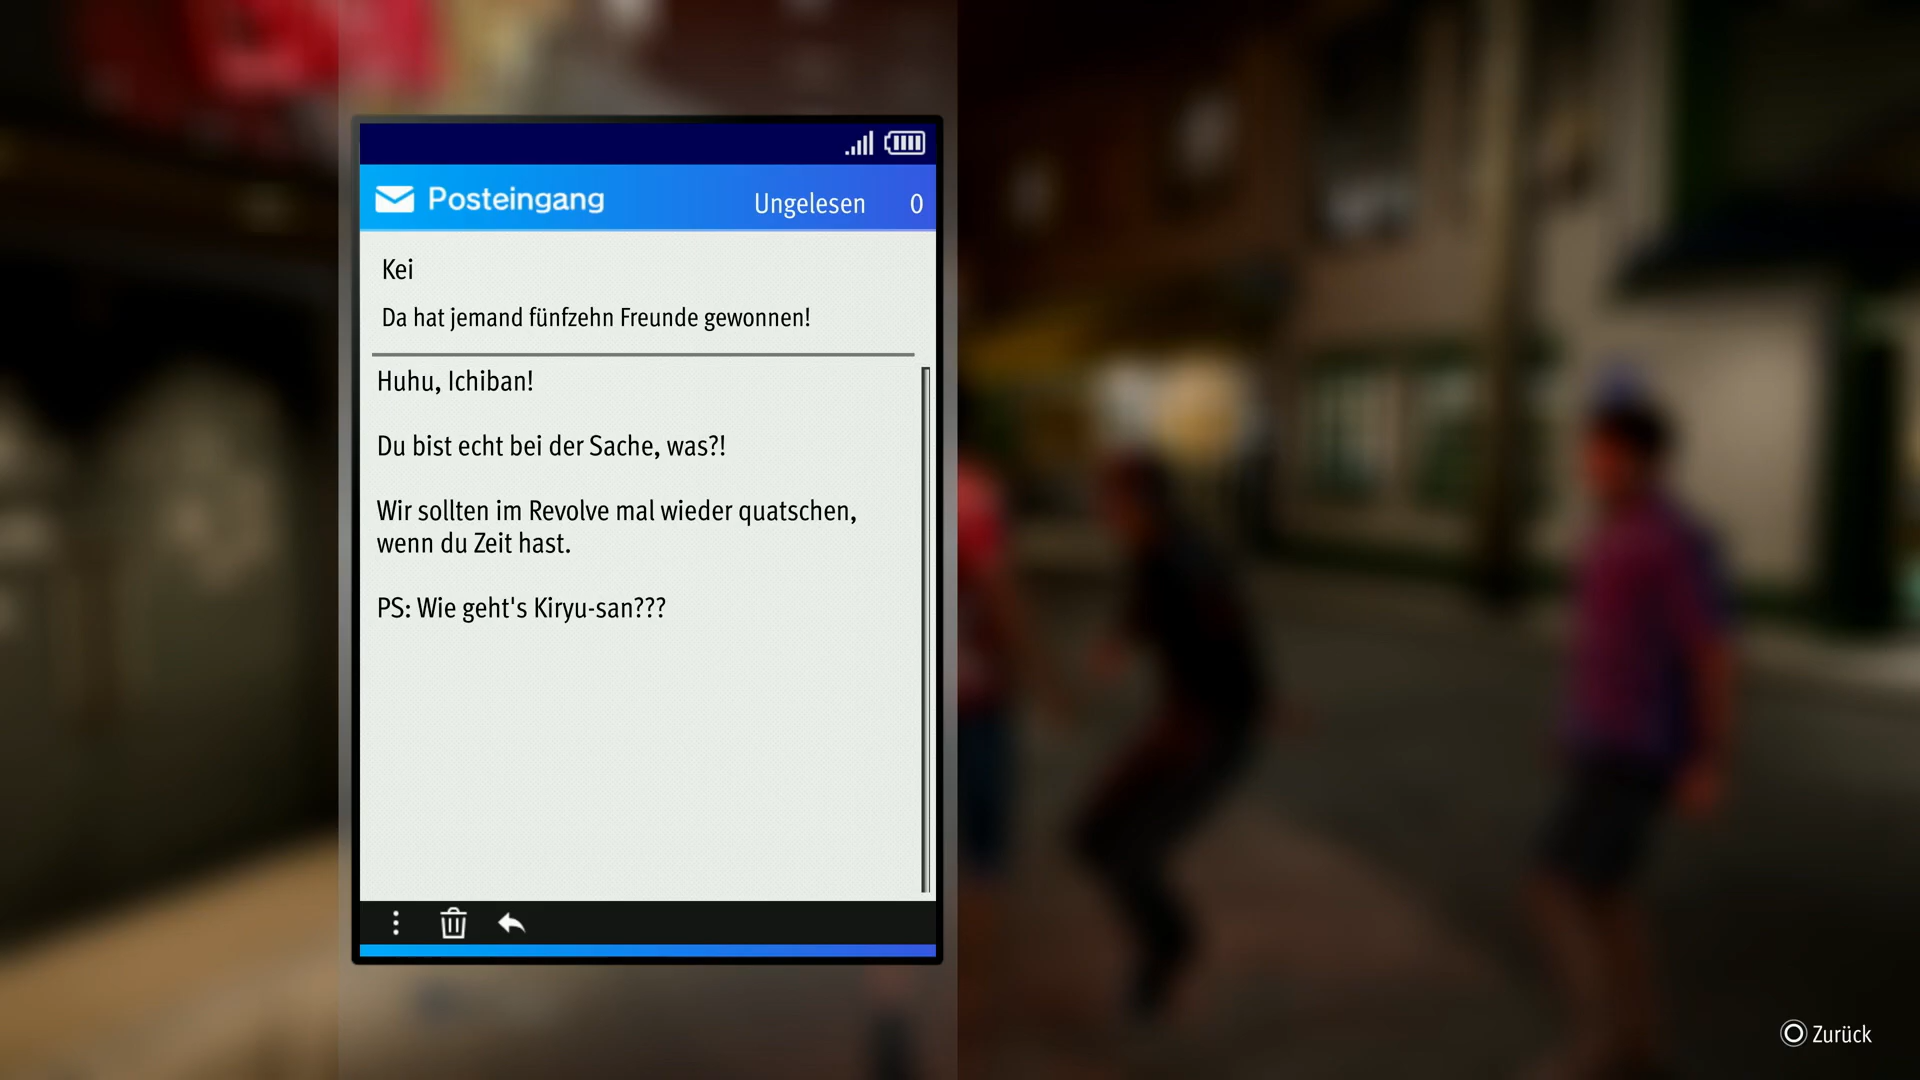 Posteingang
Ungelesen 0
Kei
Da hat jemand fünfzehn Freunde gewonnen!
Huhu, Ichiban!
Du bist echt bei der Sache, was?!
Wir sollten im Revolve mal wieder quatschen,
wenn du Zeit hast.
PS: Wie geht's Kiryu-san???
Zurück